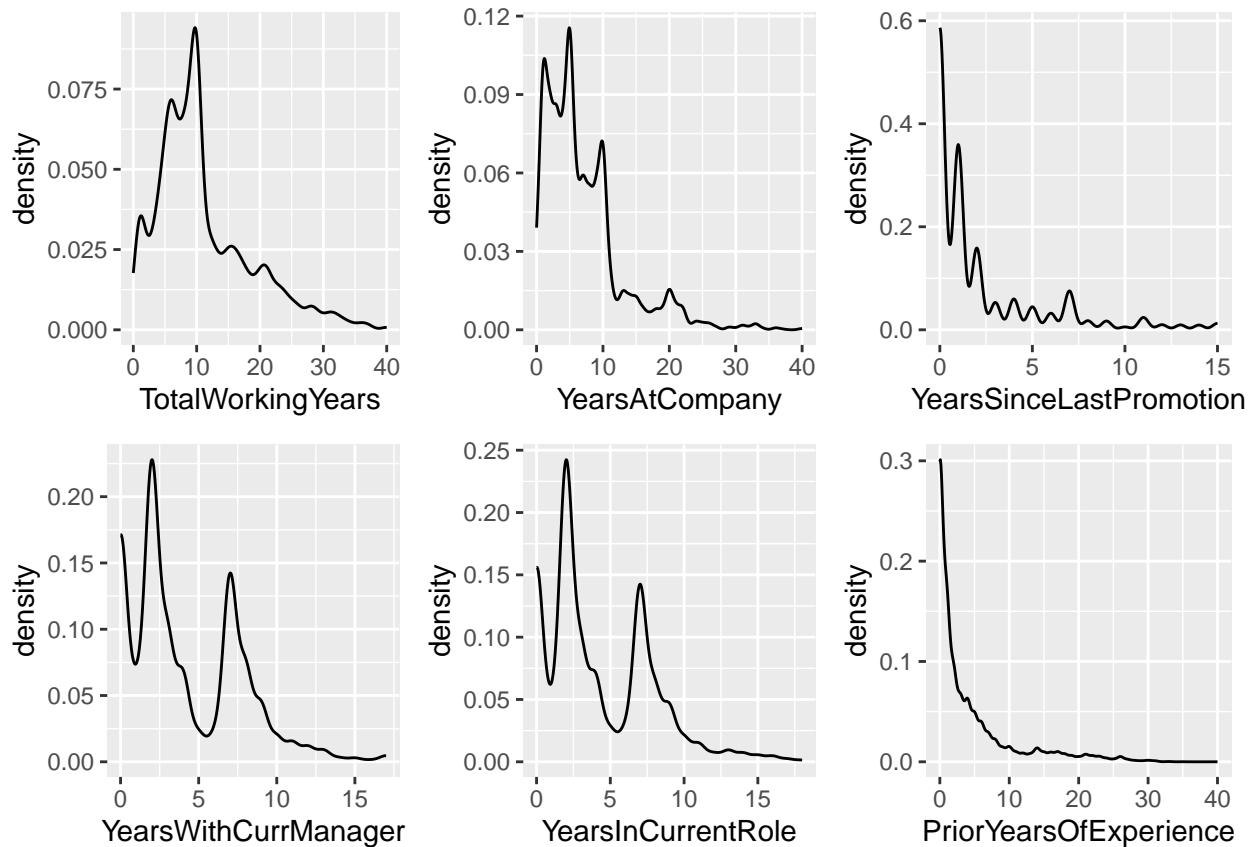 density
0.075
0.050
0.025
0.000
0 10 20 30 40
TotalWorkingYears
density
0.12
0.09
0.06
0.03
0.00
0 10 20 30 40
YearsAtCompany
density
0.6
0.4
0.2
0.0
0 5 10 15
YearsSinceLastPromotion
density
0.20
0.15
0.10
0.05
0.00
0 5 10 15
YearsWithCurrManager
density
0.25
0.20
0.15
0.10
0.05
0.00
0 5 10 15
YearsInCurrentRole
density
0.3
0.2
0.1
0.0
0 10 20 30 40
PriorYearsOfExperience